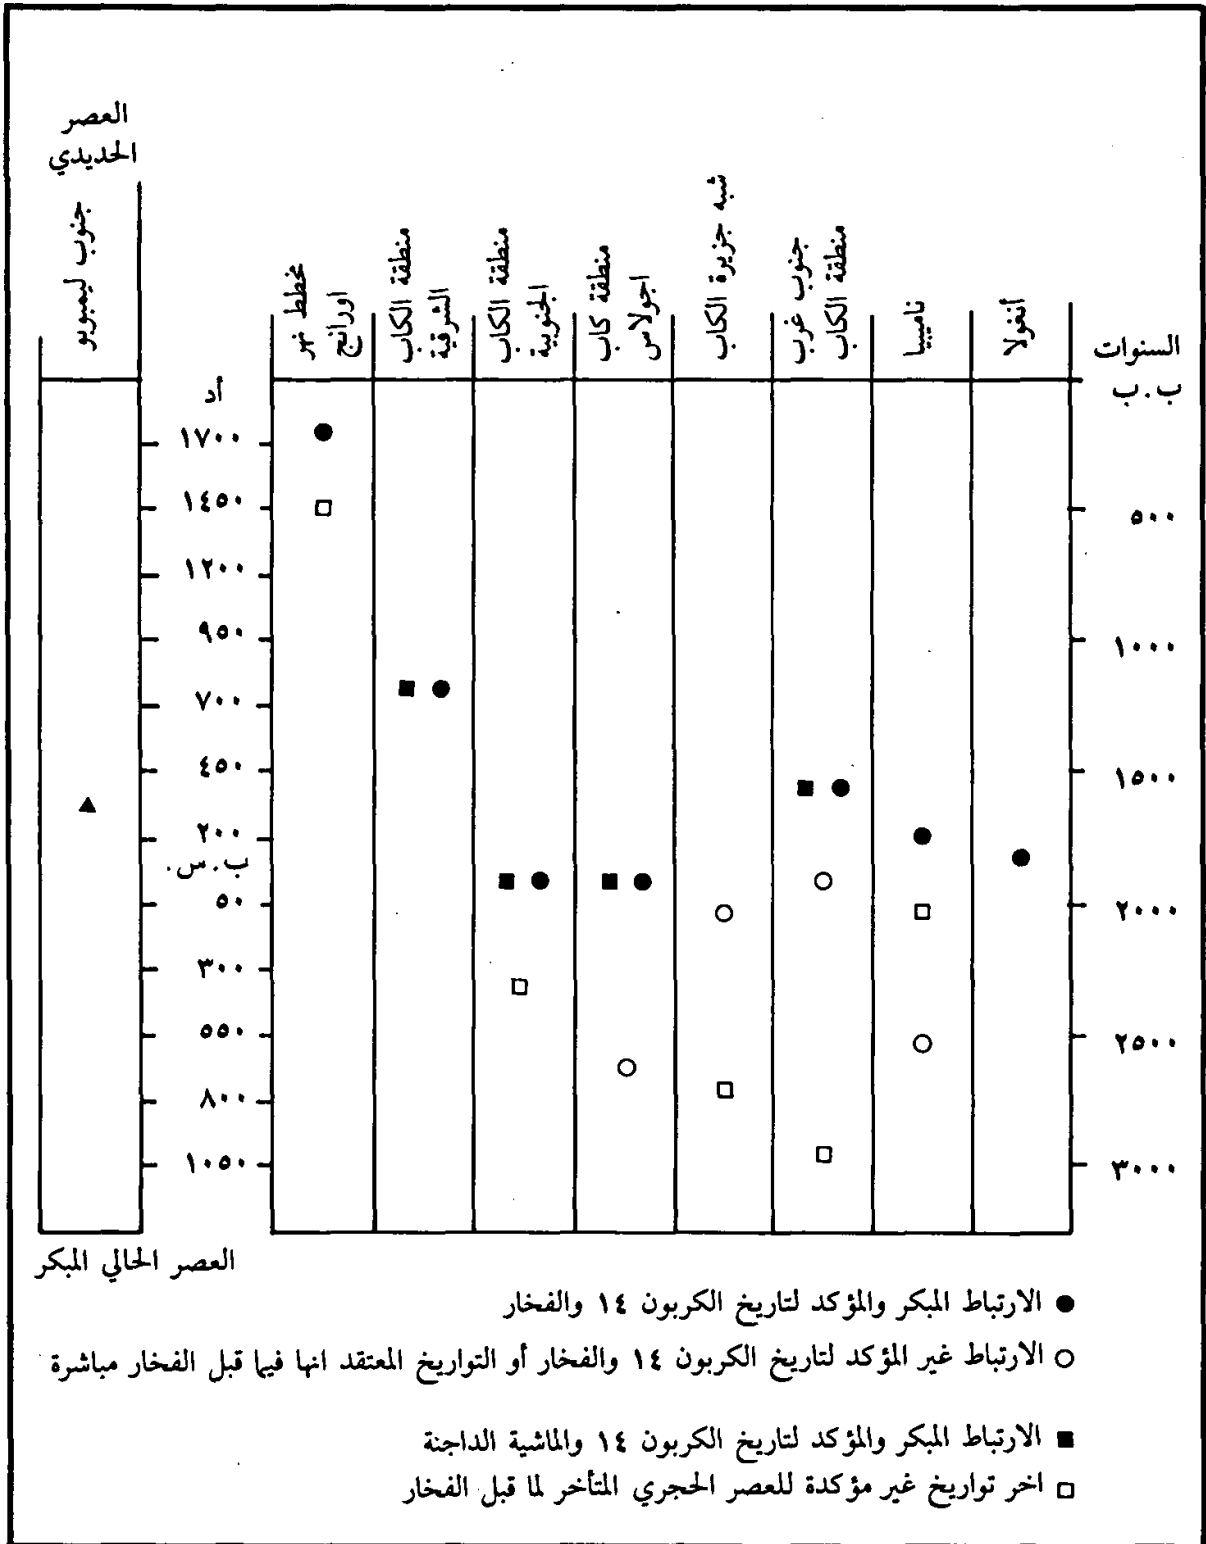 العصر
الحديدي
جنوب ليمبوبو
مخطط نهر
اورانج
منطقة الكاب
الشرقية
منطقة الكاب
الجنوبية
منطقة كاب
اجولاس
شبه جزيرة الكاب
جنوب غرب
منطقة الكاب
ناميبيا
أنغولا
السنوات
ب.ب
أد
١٧٠٠
١٤٥٠
١٢٠٠
٩٥٠
٧٠٠
٤٥٠
٢٠٠
ب.س.
٥٠
٣٠٠
٥٥٠
٨٠٠
١٠٥٠
٥٠٠
١٠٠٠
١٥٠٠
٢٠٠٠
٢٥٠٠
٣٠٠٠
العصر الحالي المبكر
الارتباط المبكر والمؤكد لتاريخ الكربون ١٤ والفخار
الارتباط غير المؤكد لتاريخ الكربون ١٤ والفخار أو التواريخ المعتقد انها فيما قبل الفخار مباشرة
الارتباط المبكر والمؤكد لتاريخ الكربون ١٤ والماشية الداجنة
اخر تواريخ غير مؤكدة للعصر الحجري المتأخر لما قبل الفخار